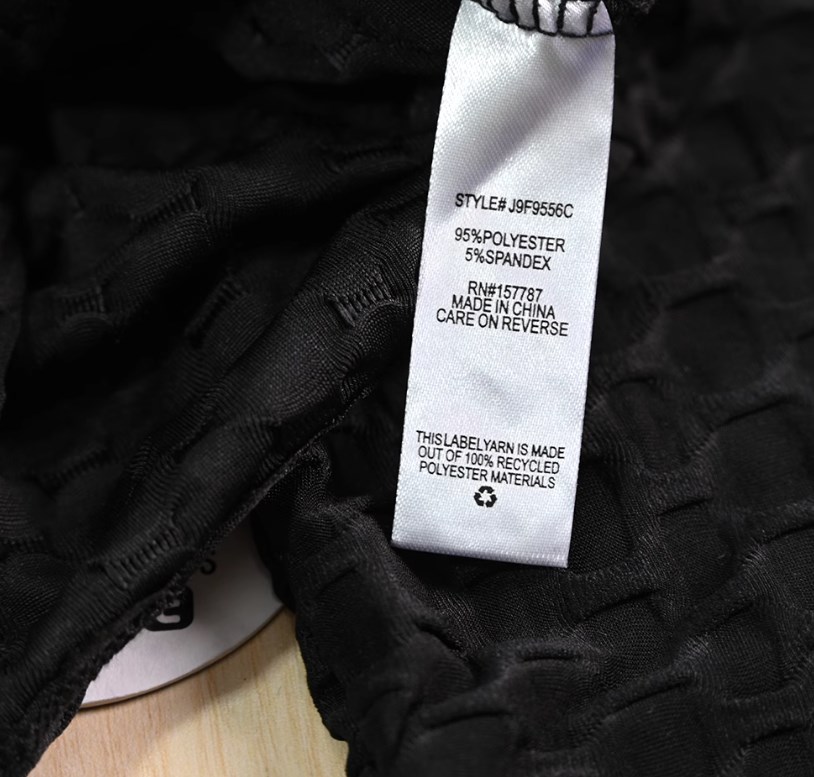 STYLE# J9F9556C
95%POLYESTER
5%SPANDEX
RN#157787
MADE IN CHINA
CARE ON REVERSE
THIS LABELYARN IS MADE
OUT OF 100% RECYCLED
POLYESTER MATERIALS